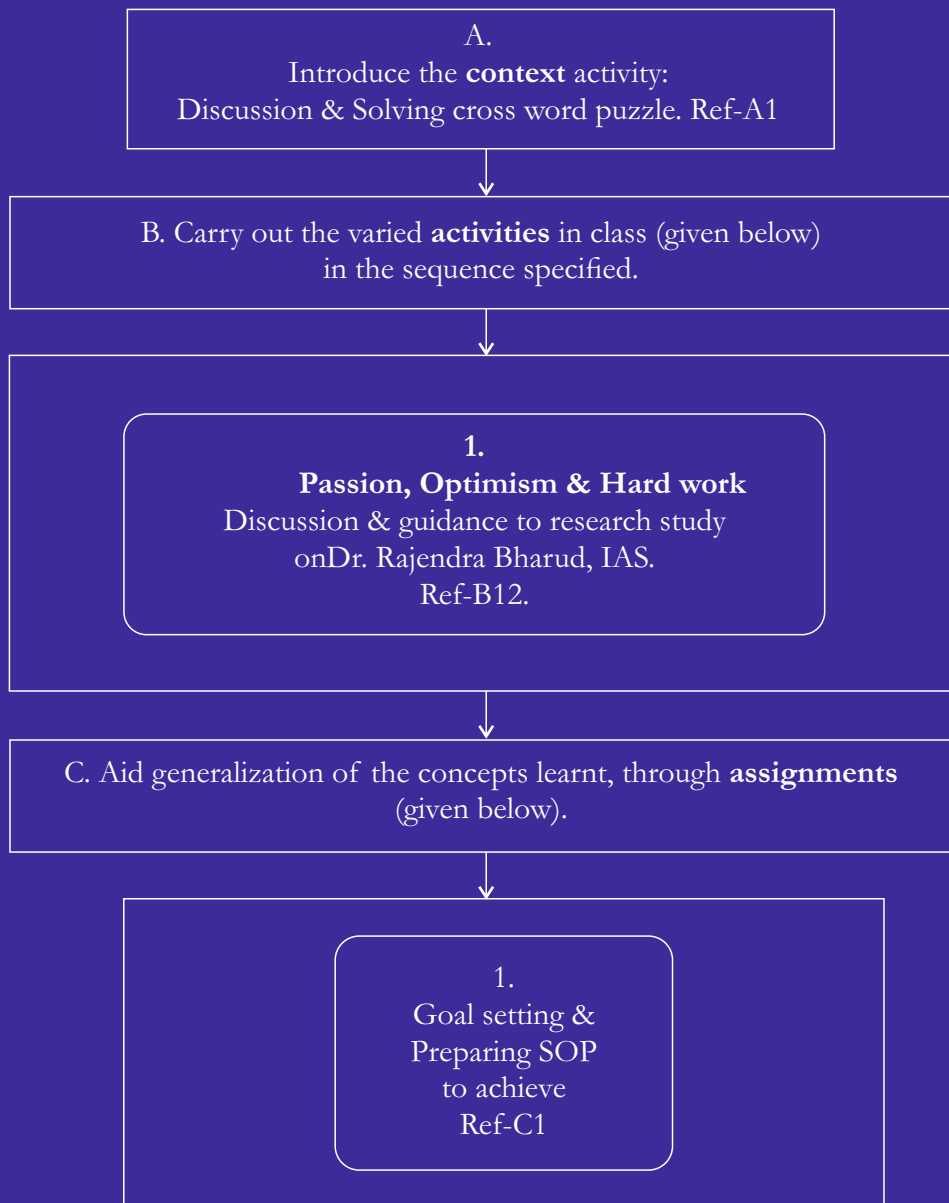 A.
Introduce the context activity:
Discussion & Solving cross word puzzle. Ref-A1
B. Carry out the varied activities in class (given below)
in the sequence specified.
1.
Passion, Optimism & Hard work
Discussion & guidance to research study
onDr. Rajendra Bharud, IAS.
Ref-B12.
C. Aid generalization of the concepts learnt, through assignments
(given below).
1.
Goal setting &
Preparing SOP
to achieve
Ref-C1